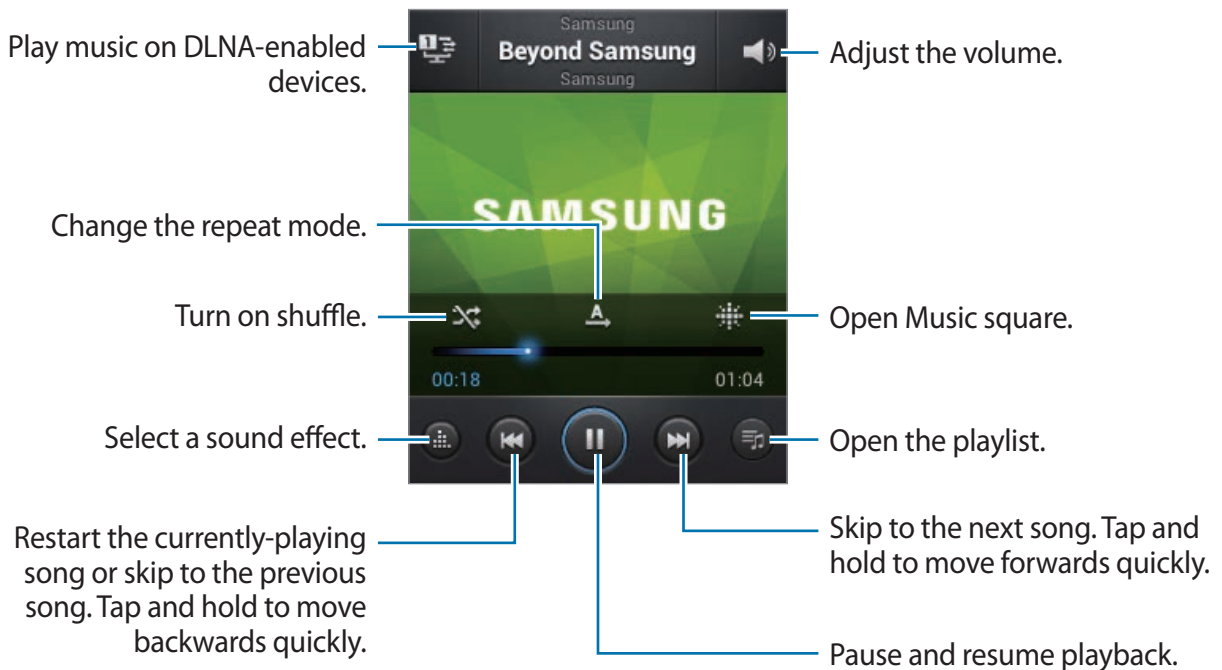 Play music on DLNA-enabled
devices.
Samsung
Beyond Samsung
Samsung
Adjust the volume.
SAMSUNG
Change the repeat mode.
A
Turn on shuffle.
Open Music square.
00:18
01:04
Select a sound effect.
Open the playlist.
Restart the currently-playing
song or skip to the previous
song. Tap and hold to move
backwards quickly.
Skip to the next song. Tap and
hold to move forwards quickly.
Pause and resume playback.